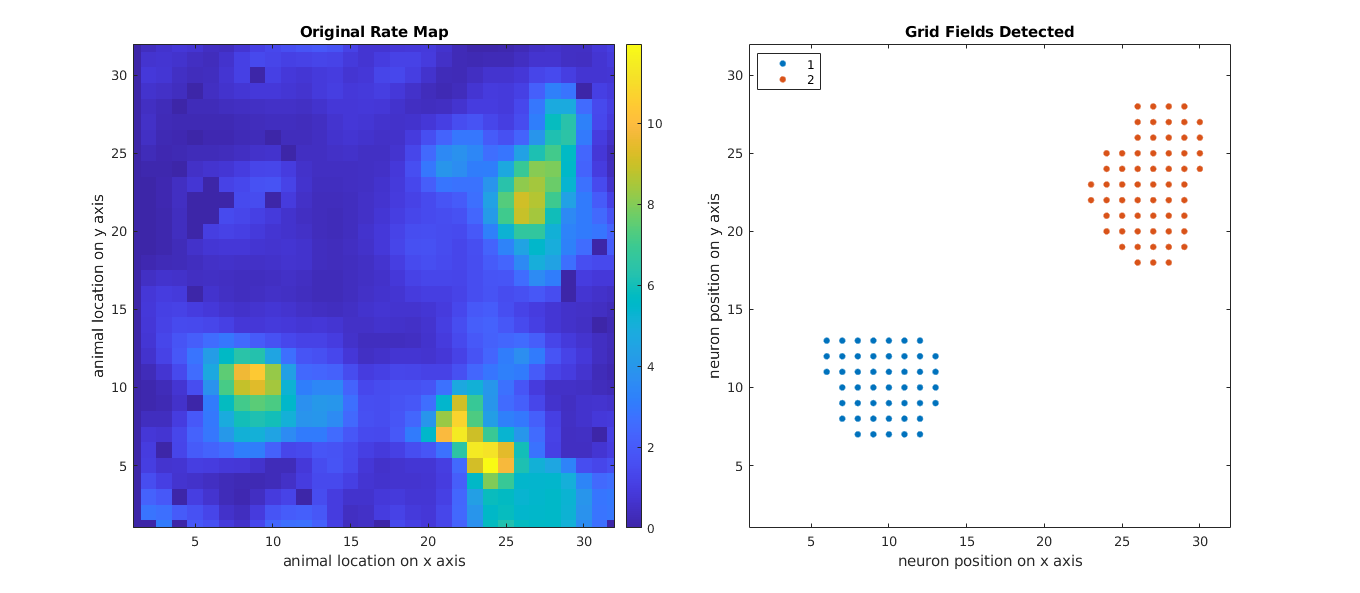 Original Rate Map
animal location on y axis
30
25
20
15
10
5
5 10 15 20 25 30
animal location on x axis
10
8
6
4
2
0
Grid Fields Detected
1
2
neuron position on y axis
30
25
20
15
10
5
5 10 15 20 25 30
neuron position on x axis